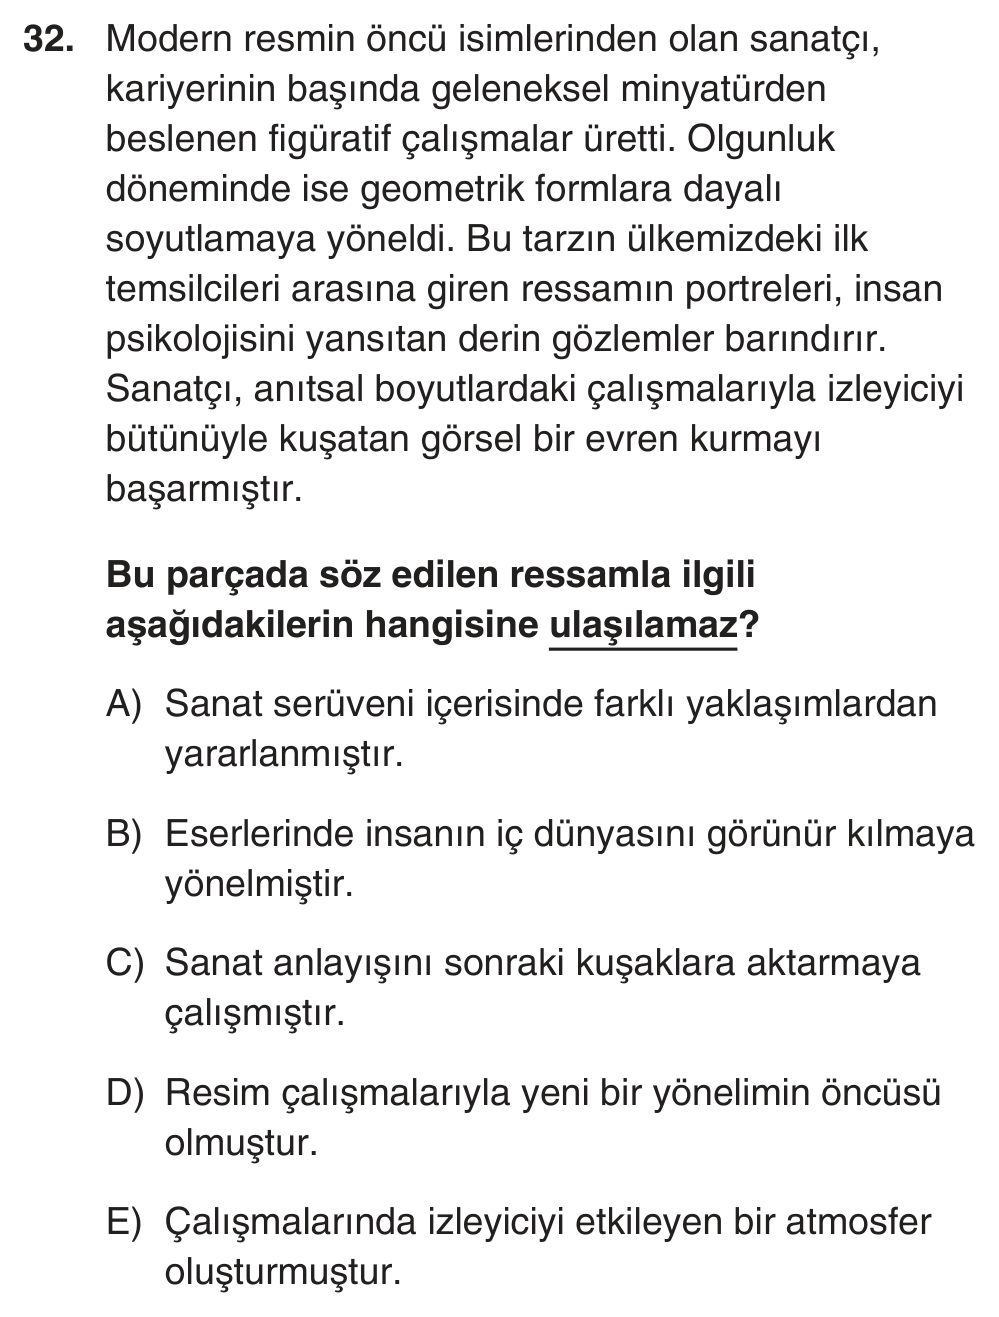 32. Modern resmin öncü isimlerinden olan sanatçı,
kariyerinin başında geleneksel minyatürden
beslenen figüratif çalışmalar üretti. Olgunluk
döneminde ise geometrik formlara dayalı
soyutlamaya yöneldi. Bu tarzın ülkemizdeki ilk
temsilcileri arasına giren ressamın portreleri, insan
psikolojisini yansıtan derin gözlemler barındırır.
Sanatçı, anıtsal boyutlardaki çalışmalarıyla izleyiciyi
bütünüyle kuşatan görsel bir evren kurmayı
başarmıştır.
Bu parçada söz edilen ressamla ilgili
aşağıdakilerin hangisine ulaşılamaz?
A) Sanat serüveni içerisinde farklı yaklaşımlardan
yararlanmıştır.
B) Eserlerinde insanın iç dünyasını görünür kılmaya
yönelmiştir.
C) Sanat anlayışını sonraki kuşaklara aktarmaya
çalışmıştır.
D) Resim çalışmalarıyla yeni bir yönelimin öncüsü
olmuştur.
E) Çalışmalarında izleyiciyi etkileyen bir atmosfer
oluşturmuştur.